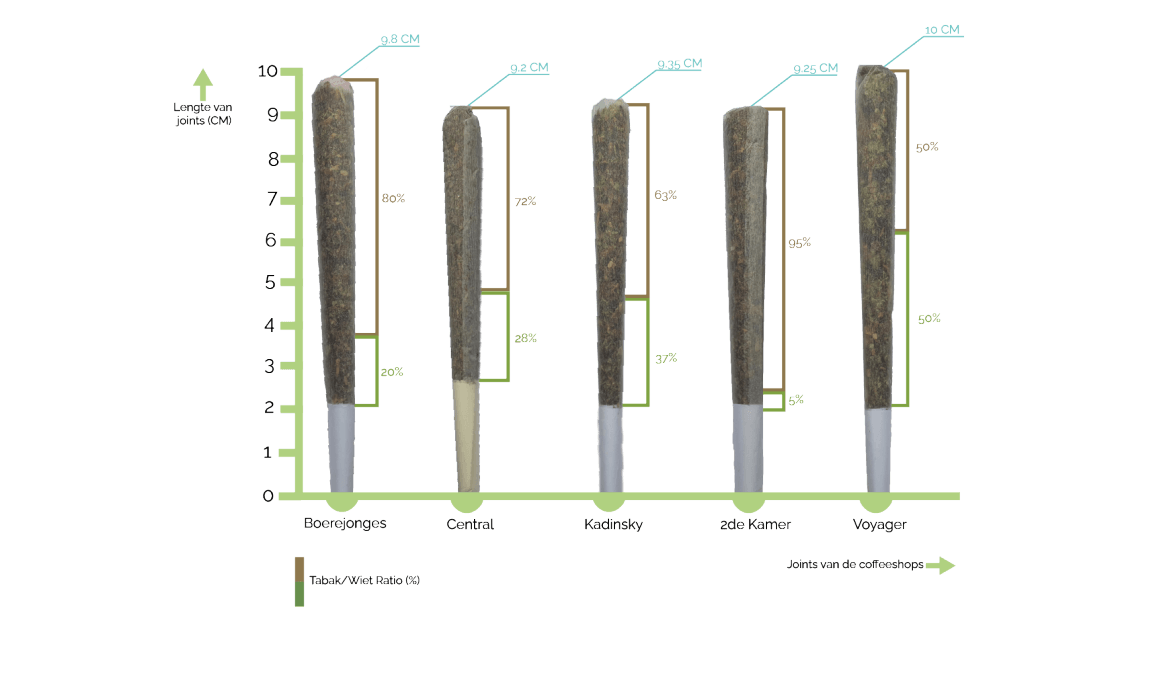 9.8 CM
9.2 CM
9.35 CM
9.25 CM
10 CM
Lengte van
joints (CM)
10
9
8
7
6
5
4
3
2
1
0
80%
20%
72%
28%
63%
37%
95%
5%
50%
50%
Boerejonges
Central
Kadinsky
2de Kamer
Voyager
Joints van de coffeeshops
Tabak/Wiet Ratio (%)